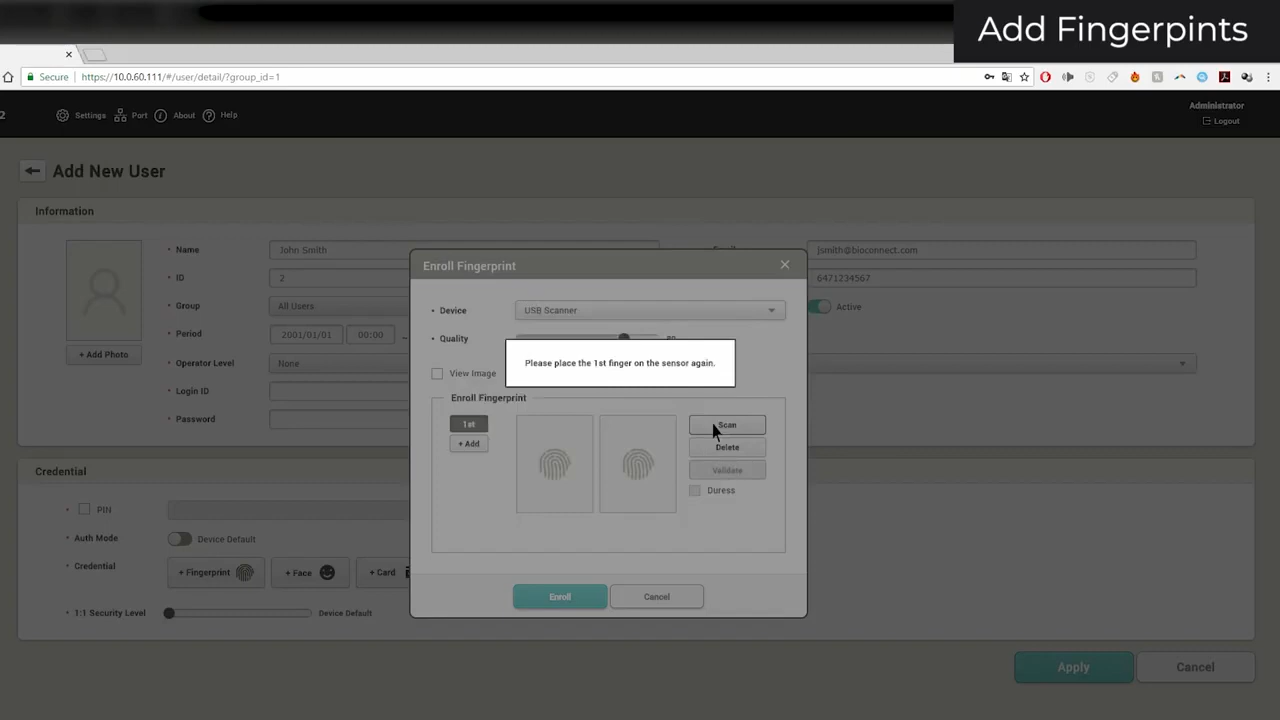 Add Fingerpints
Secure https://10.0.60.111/#/user/detail/?group_id=1
2 Settings Port About Help
Administrator
Logout
Add New User
Information
Name John Smith jsmith@bioconnect.com
ID 2 6471234567
Group All Users Active
Period 2001/01/01 00:00
+ Add Photo
Operator Level None
Login ID
Password
Enroll Fingerprint
Device USB Scanner
Quality
Please place the 1st finger on the sensor again.
View Image
Enroll Fingerprint
1st
+ Add
Scan
Delete
Validate
Duress
Enroll Cancel
Credential
PIN
Auth Mode Device Default
Credential + Fingerprint + Face + Card
1:1 Security Level Device Default
Apply Cancel